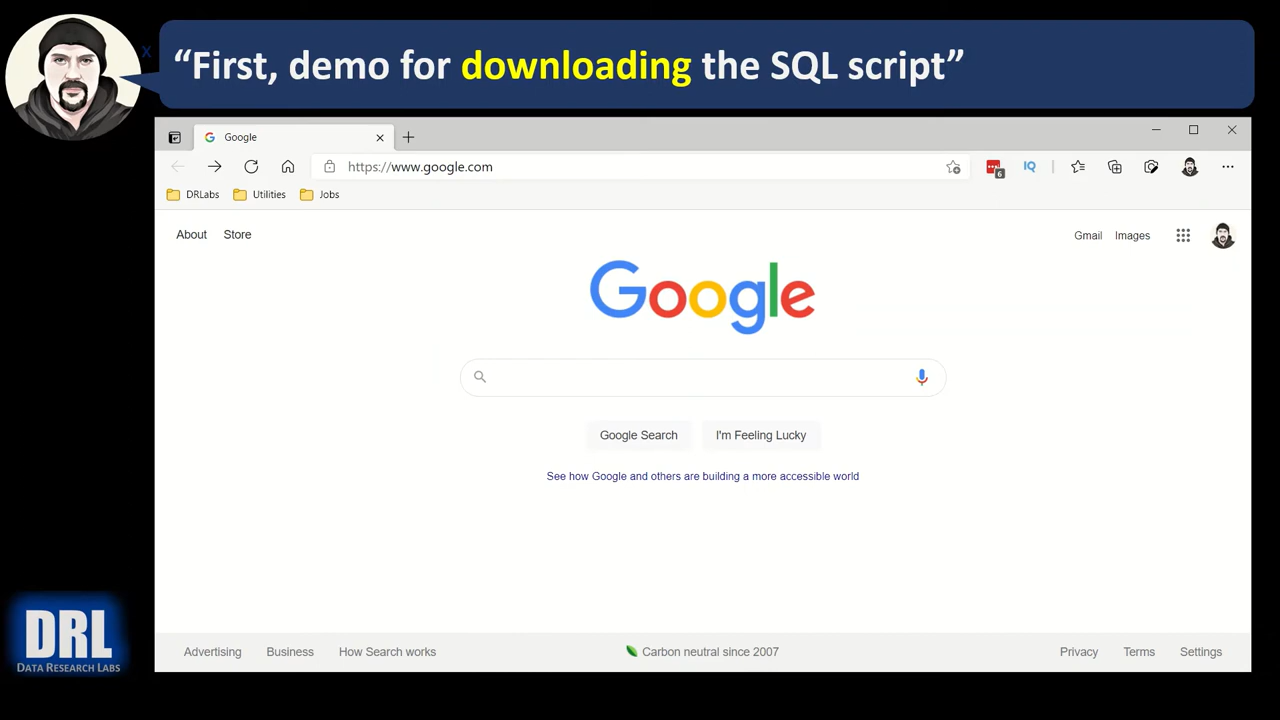 x
“First, demo for downloading the SQL script”
Google
https://www.google.com
6
IQ
DRLabs Utilities Jobs
About Store Gmail Images
Google
Google Search I'm Feeling Lucky
See how Google and others are building a more accessible world
DRL
DATA RESEARCH LABS
Advertising Business How Search works Carbon neutral since 2007 Privacy Terms Settings